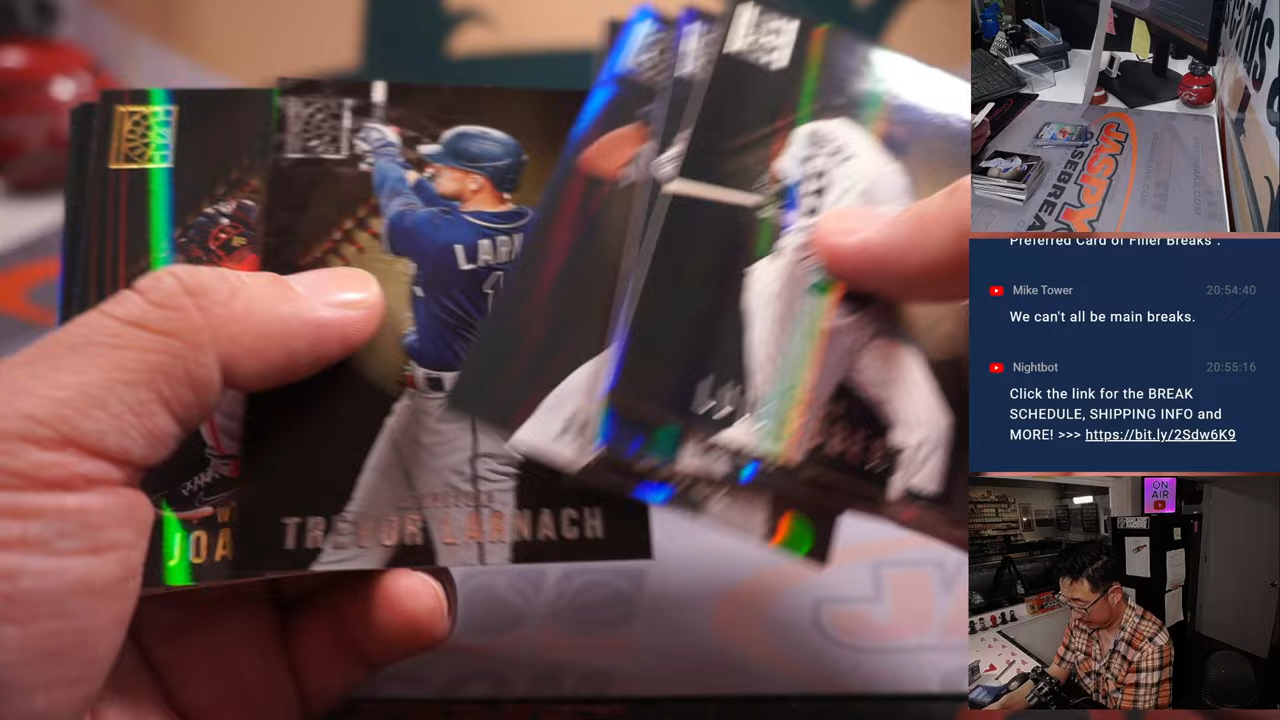 LARN
TREVOR LARNACH
JOA
JASPY
CASEBREA
ON
AIR
Preferred Card of Filler Breaks".
Mike Tower 20:54:40
We can't all be main breaks.
Nightbot 20:55:16
Click the link for the BREAK
SCHEDULE, SHIPPING INFO and
MORE! >>> https://bit.ly/2Sdw6K9